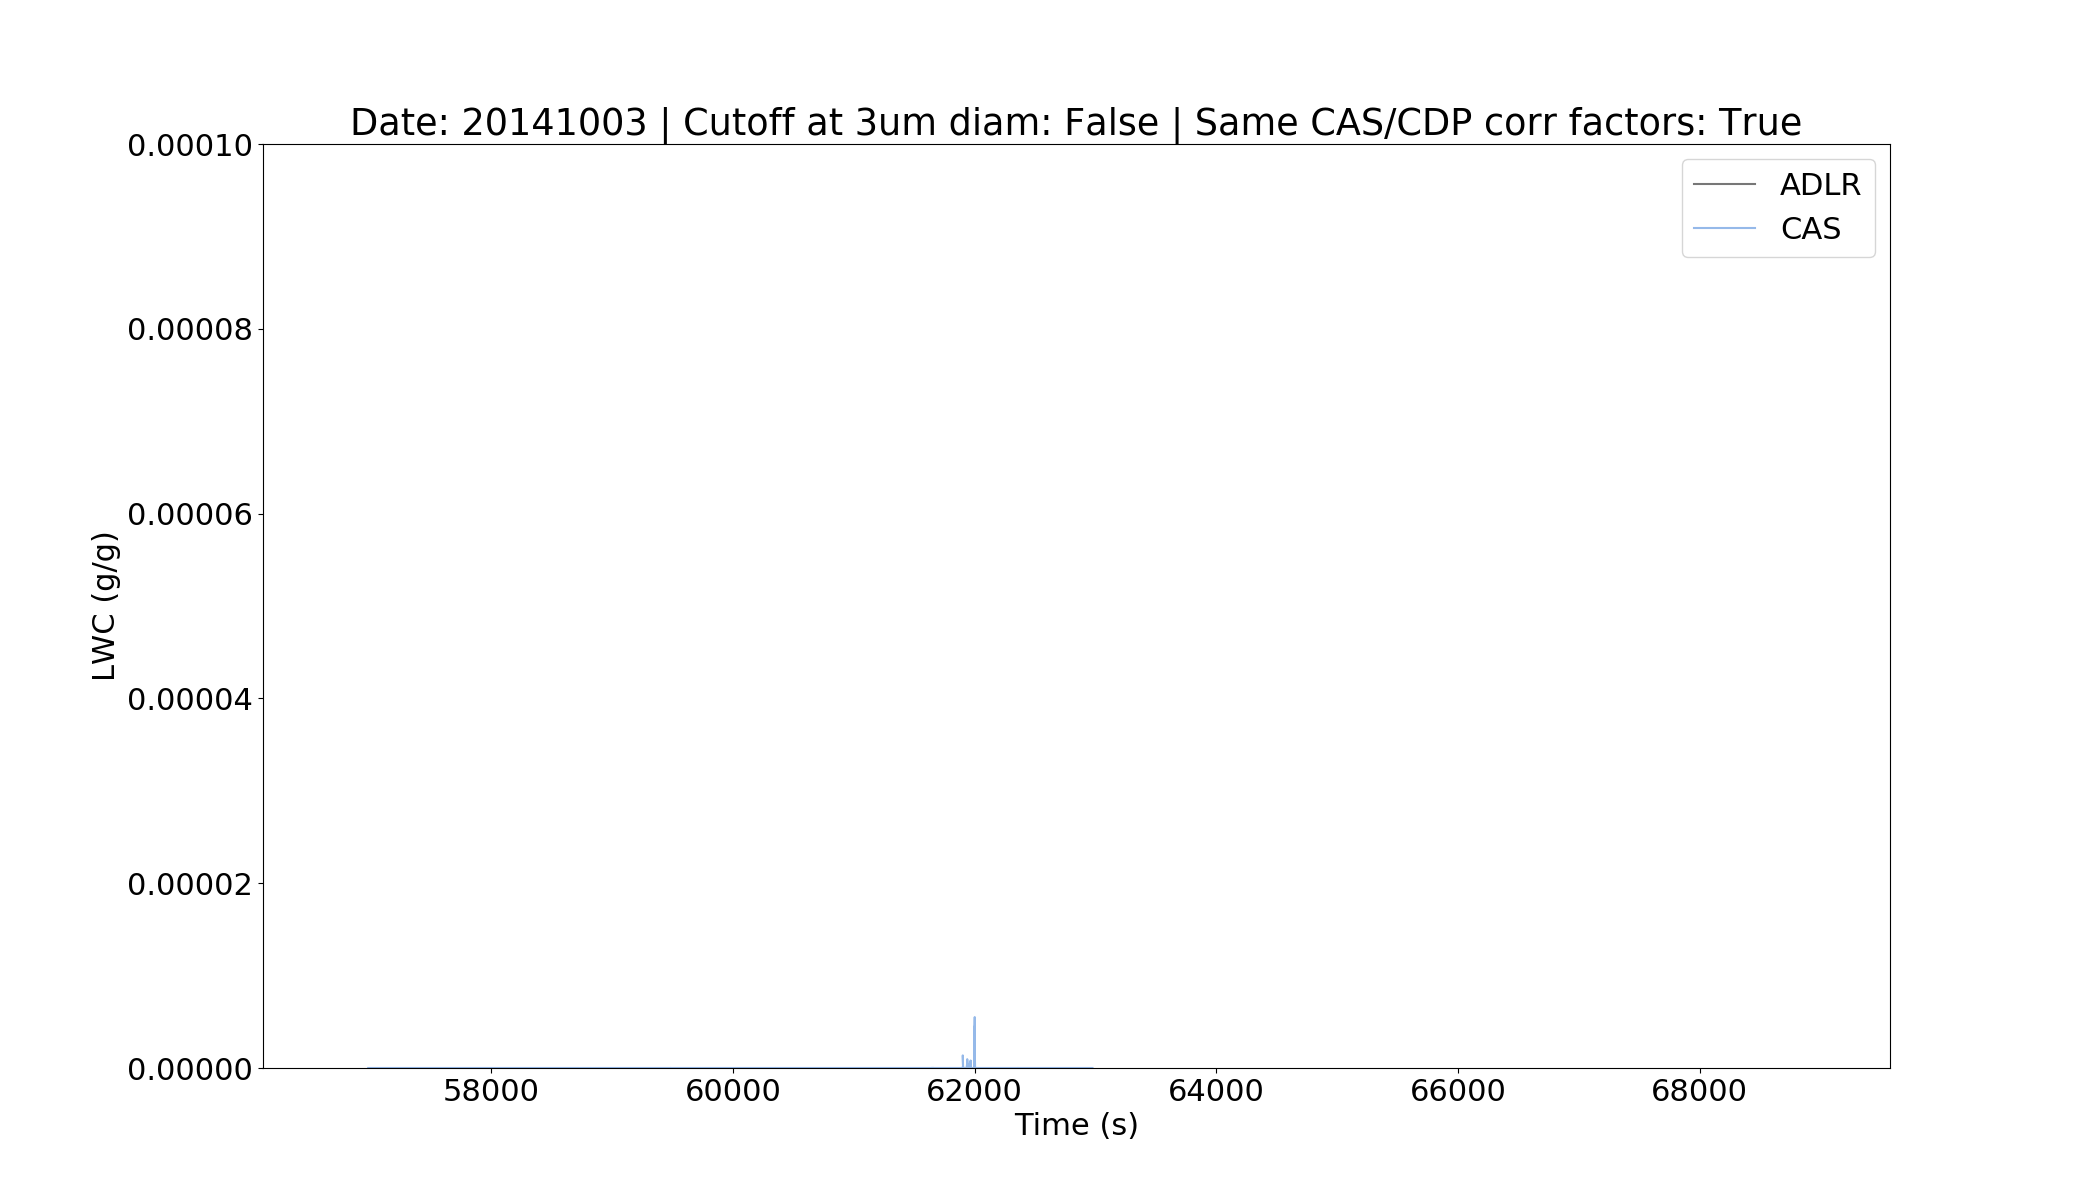 Date: 20141003 | Cutoff at 3um diam: False | Same CAS/CDP corr factors: True
0.00010
0.00008
0.00006
0.00004
0.00002
0.00000
LWC (g/g)
ADLR
CAS
58000
60000
62000
64000
66000
68000
Time (s)